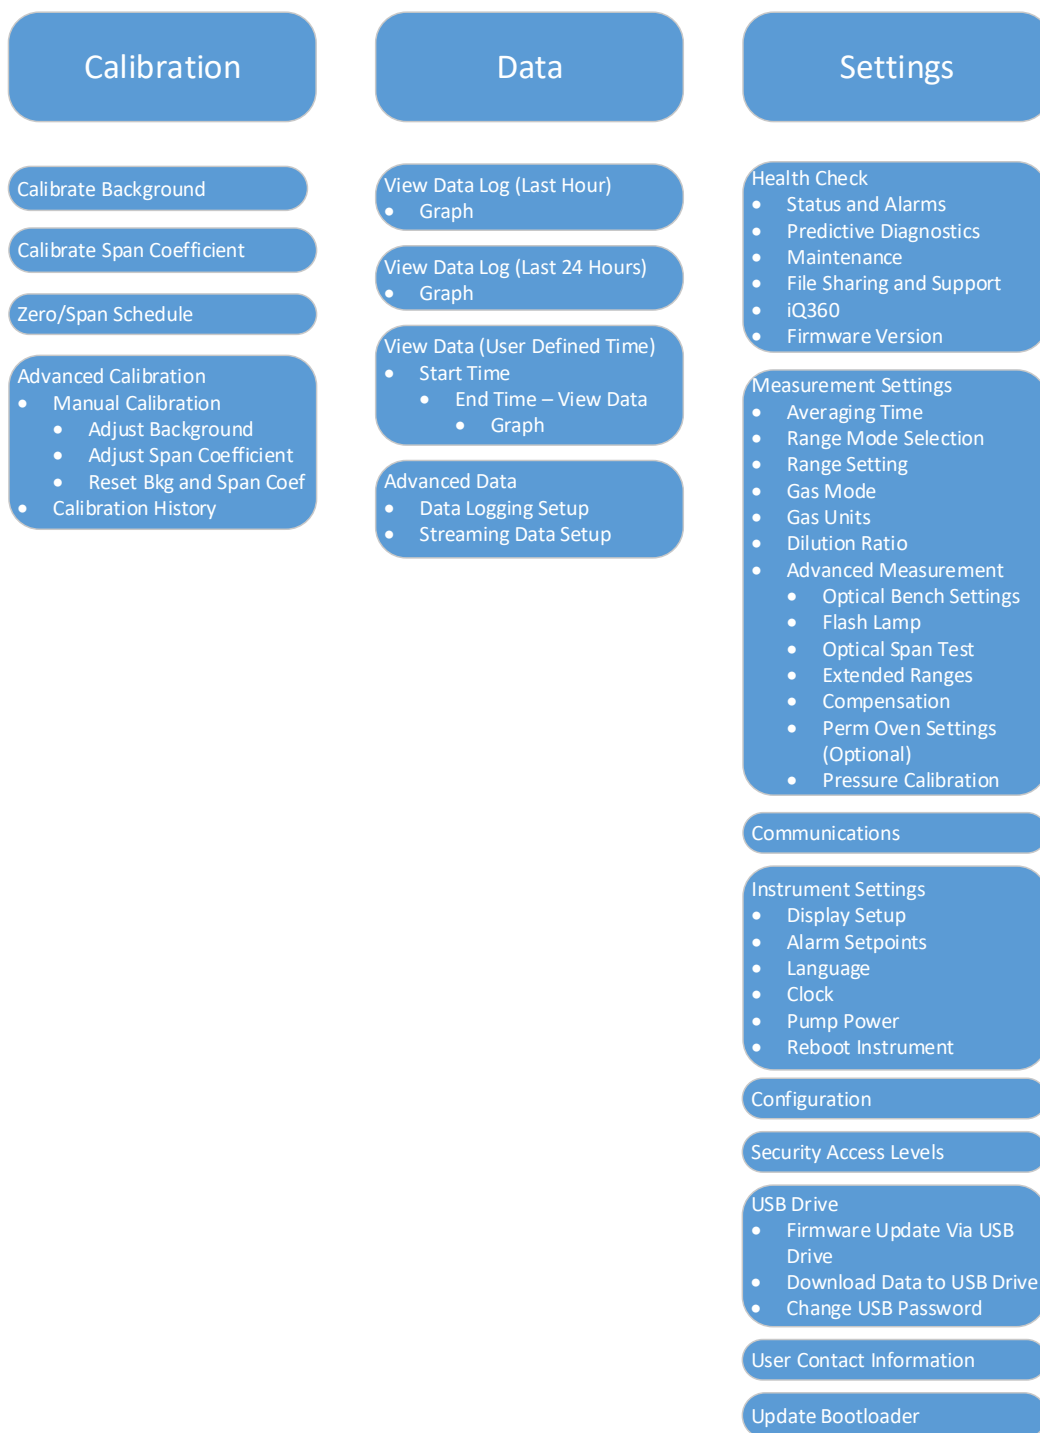 Calibration
Calibrate Background
Calibrate Span Coefficient
Zero/Span Schedule
Advanced Calibration
• Manual Calibration
• Adjust Background
• Adjust Span Coefficient
• Reset Bkg and Span Coef
• Calibration History
Data
View Data Log (Last Hour)
• Graph
View Data Log (Last 24 Hours)
• Graph
View Data (User Defined Time)
• Start Time
• End Time – View Data
• Graph
Advanced Data
• Data Logging Setup
• Streaming Data Setup
Settings
Health Check
• Status and Alarms
• Predictive Diagnostics
• Maintenance
• File Sharing and Support
• iQ360
• Firmware Version
Measurement Settings
• Averaging Time
• Range Mode Selection
• Range Setting
• Gas Mode
• Gas Units
• Dilution Ratio
• Advanced Measurement
• Optical Bench Settings
• Flash Lamp
• Optical Span Test
• Extended Ranges
• Compensation
• Perm Oven Settings
(Optional)
• Pressure Calibration
Communications
Instrument Settings
• Display Setup
• Alarm Setpoints
• Language
• Clock
• Pump Power
• Reboot Instrument
Configuration
Security Access Levels
USB Drive
• Firmware Update Via USB
Drive
• Download Data to USB Drive
• Change USB Password
User Contact Information
Update Bootloader